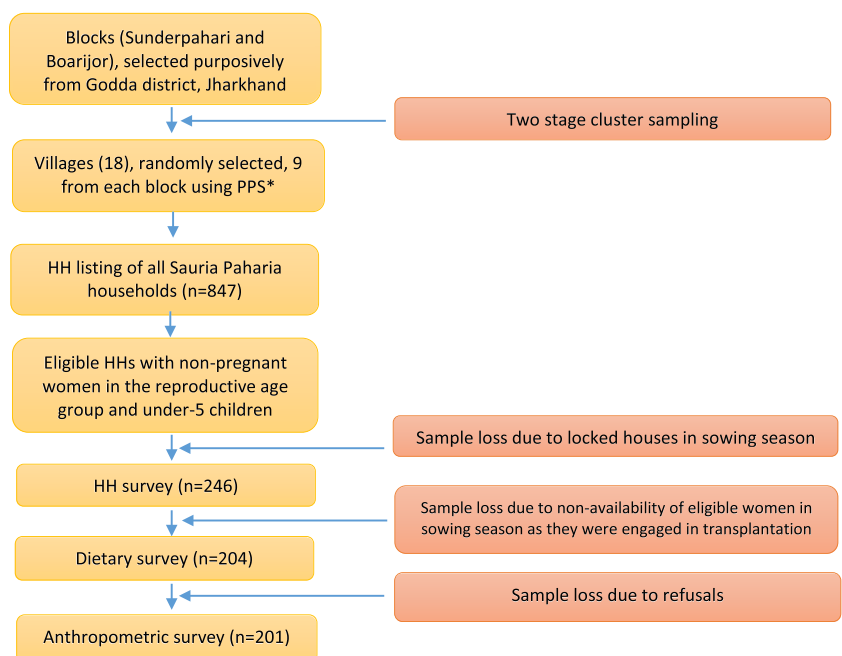 Blocks (Sunderpahari and
Boarijor), selected purposively
from Godda district, Jharkhand
Two stage cluster sampling
Villages (18), randomly selected, 9
from each block using PPS*
HH listing of all Sauria Paharia
households (n=847)
Eligible HHs with non-pregnant
women in the reproductive age
group and under-5 children
Sample loss due to locked houses in sowing season
HH survey (n=246)
Sample loss due to non-availability of eligible women in
sowing season as they were engaged in transplantation
Dietary survey (n=204)
Sample loss due to refusals
Anthropometric survey (n=201)